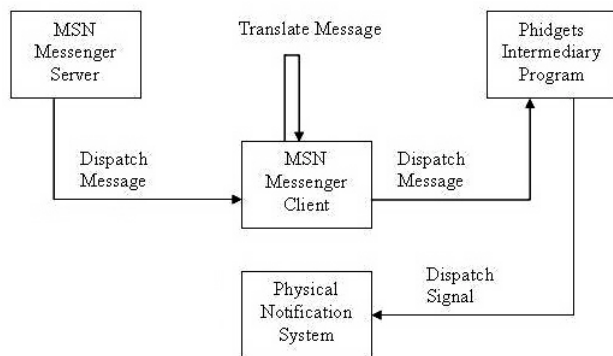 MSN
Messenger
Server
Translate Message
Phidgets
Intermediary
Program
Dispatch
Message
MSN
Messenger
Client
Dispatch
Message
Physical
Notification
System
Dispatch
Signal